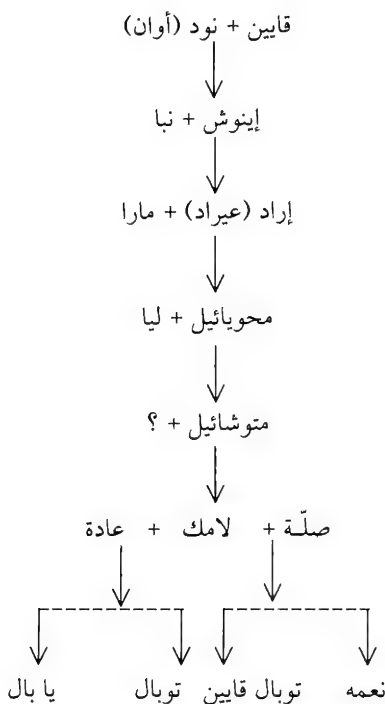 قايين + نود (أوان)
إينوش + نبا
إراد (عيراد) + مارا
محويائيل + ليا
متوشائيل + ؟
صلّـة + لامك + عادة
نعمه توبال قايين توبال يا بال